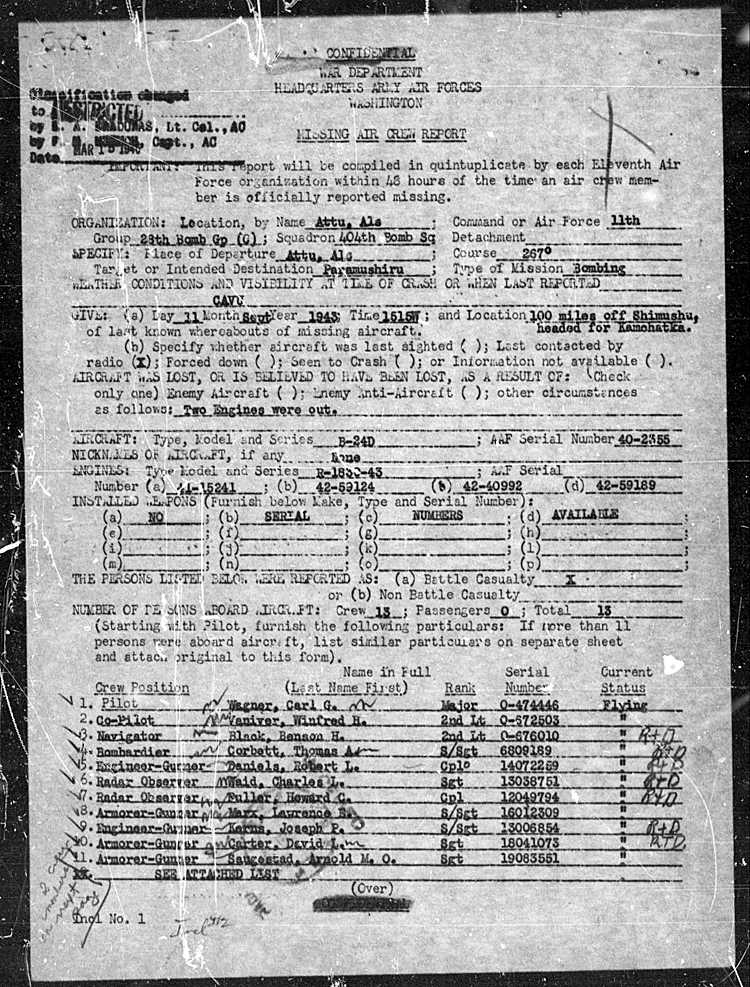 CONFIDENTIAL
WAR DEPARTMENT
HEADQUARTERS ARMY AIR FORCES
WASHINGTON
Classification changed
to RESTRICTED
by Lt. Col., AC
by Capt., AC
Date MAR
MISSING AIR CREW REPORT
IMPORTANT: This report will be compiled in quintuplicate by each Eleventh Air
Force organization within 48 hours of the time an air crew mem-
ber is officially reported missing.
ORGANIZATION: Location, by Name Attu, Als ; Command or Air Force 11th
Group 28th Bomb Gp (C) ; Squadron 404th Bomb Sq Detachment
SPECIFY: Place of Departure Attu, Als Course 267°
Target or Intended Destination Paramushiru ; Type of Mission Bombing
WEATHER CONDITIONS AND VISIBILITY AT TIME OF CRASH OR WHEN LAST REPORTED
CAVU
GIVE: (a) Day 11 Month Sept Year 1943; Time 1515W; and Location 100 miles off Shimushu,
of last known whereabouts of missing aircraft. headed for Kamchatka.
(b) Specify whether aircraft was last sighted ( ); Last contacted by
radio (X); Forced down ( ); Seen to Crash ( ); or Information not available ( ).
AIRCRAFT WAS LOST, OR IS BELIEVED TO HAVE BEEN LOST, AS A RESULT OF: (Check
only one) Enemy Aircraft ( ); Enemy Anti-Aircraft ( ); other circumstances
as follows: Two Engines were out.
AIRCRAFT: Type, Model and Series B-24D ; AAF Serial Number 40-2355
NICKNAMES OF AIRCRAFT, if any None
ENGINES: Type Model and Series R-1830-43 ; AAF Serial
Number (a) 41-15241 ; (b) 42-59124 (c) 42-40992 (d) 42-59189
INSTALLED WEAPONS (Furnish below Make, Type and Serial Number):
(a) NO ; (b) SERIAL ; (c) NUMBERS ; (d) AVAILABLE ;
(e) ; (f) ; (g) ; (h) ;
(i) ; (j) ; (k) ; (l) ;
(m) ; (n) ; (o) ; (p) ;
THE PERSONS LISTED BELOW WERE REPORTED AS: (a) Battle Casualty X
or (b) Non Battle Casualty
NUMBER OF PERSONS ABOARD AIRCRAFT: Crew 13 ; Passengers 0 ; Total 13
(Starting with Pilot, furnish the following particulars: If more than 11
persons were aboard aircraft, list similar particulars on separate sheet
and attach original to this form).
Name in Full Serial Current
Crew Position (Last Name First) Rank Number Status
1. Pilot Wagner, Carl G. Major O-474446 Flying
2. Co-Pilot Vaniver, Winfred H. 2nd Lt O-672503 "
3. Navigator Black, Benson H. 2nd Lt O-676010 " R+D
4. Bombardier Corbett, Thomas A S/Sgt 6809189 " R+D
5. Engineer-Gunner Daniels, Robert L. Cpl 14072259 " R+D
6. Radar Observer Waid, Charles L. Sgt 13038751 " R+D
7. Radar Observer Fuller, Howard C. Cpl 12049794 " R+D
8. Armorer-Gunner Marx, Lawrence R. S/Sgt 16012309 "
9. Engineer-Gunner Kerns, Joseph P. S/Sgt 13006854 " R+D
10. Armorer-Gunner Carter, David L. Sgt 18041073 " R+D
11. Armorer-Gunner Saugestad, Arnold M. O. Sgt 19083551 "
SEE ATTACHED LIST
(Over)
CONFIDENTIAL
Incl No. 1
on next
page